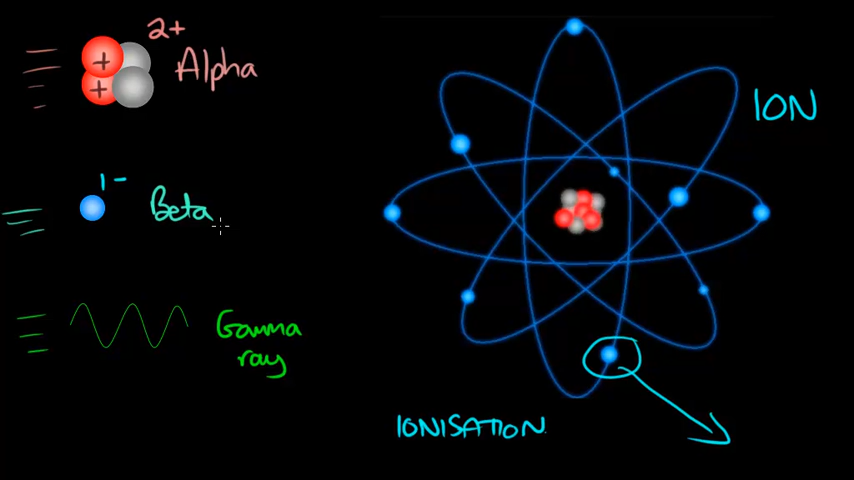 2+
Alpha
+
+
1-
Beta
Gamma
ray
ION
IONISATION